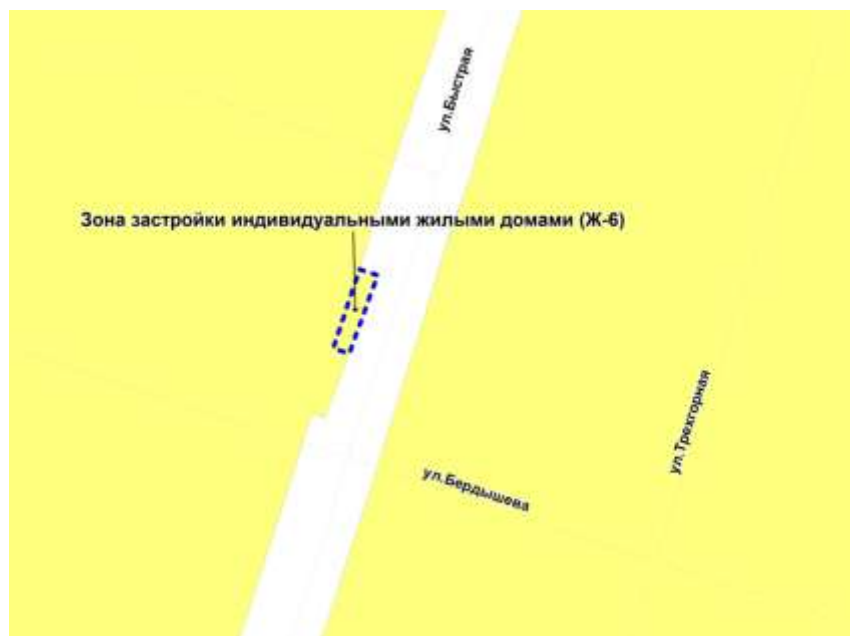 ул.Быстрая
Зона застройки индивидуальными жилыми домами (Ж-6)
ул.Трехгорная
ул.Бердышева